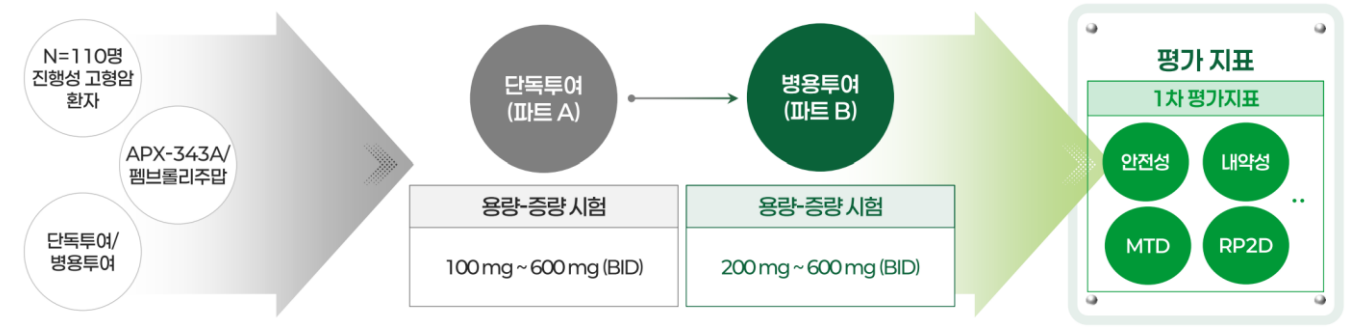 N=110명
진행성 고형암
환자
APX-343A/
펨브롤리주맙
단독투여/
병용투여
단독투여
(파트 A)
병용투여
(파트 B)
용량-증량 시험
100 mg ~ 600 mg (BID)
용량-증량 시험
200 mg ~ 600 mg (BID)
평가 지표
1차 평가지표
안전성
내약성
..
MTD
RP2D